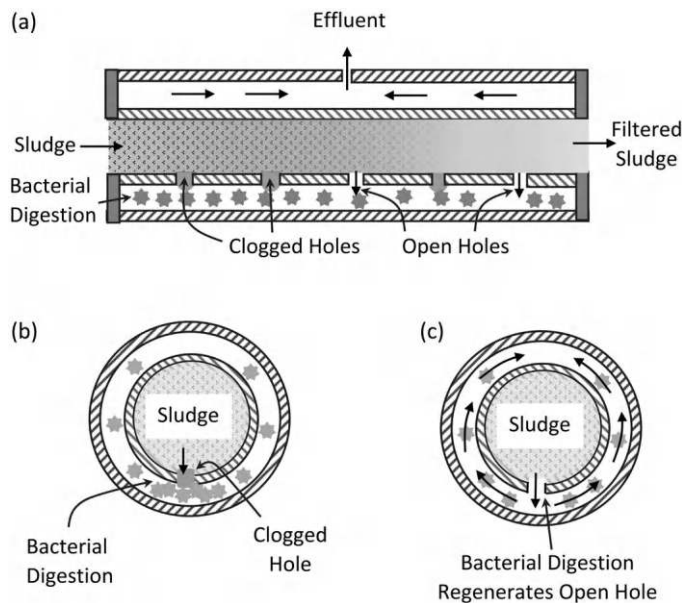 (a)
Effluent
Sludge
Filtered
Sludge
Bacterial
Digestion
Clogged Holes
Open Holes
(b)
Sludge
Bacterial
Digestion
Clogged
Hole
(c)
Sludge
Bacterial Digestion
Regenerates Open Hole